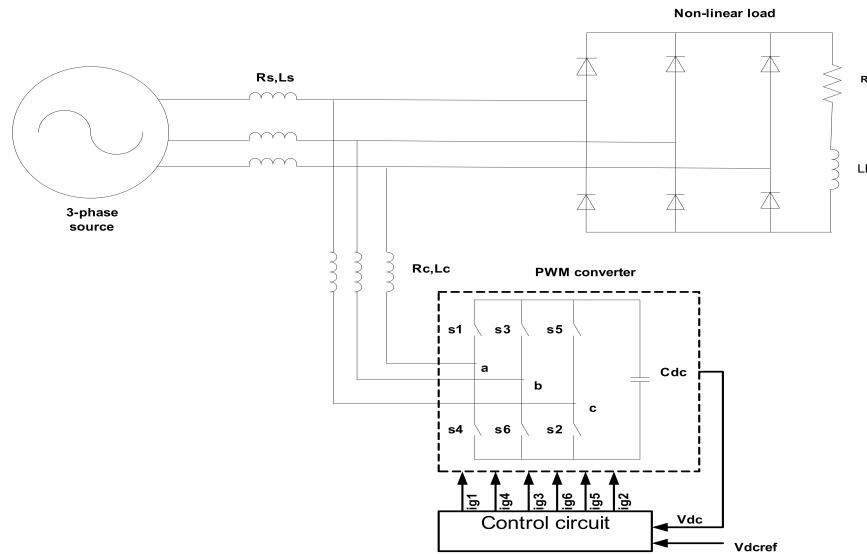 Non-linear load
Rs,Ls
R
Ll
3-phase
source
Rc,Lc
PWM converter
s1
s3
s5
a
b
Cdc
c
s4
s6
s2
ig1
ig4
ig3
ig6
ig5
ig2
Control circuit
Vdc
Vdcref